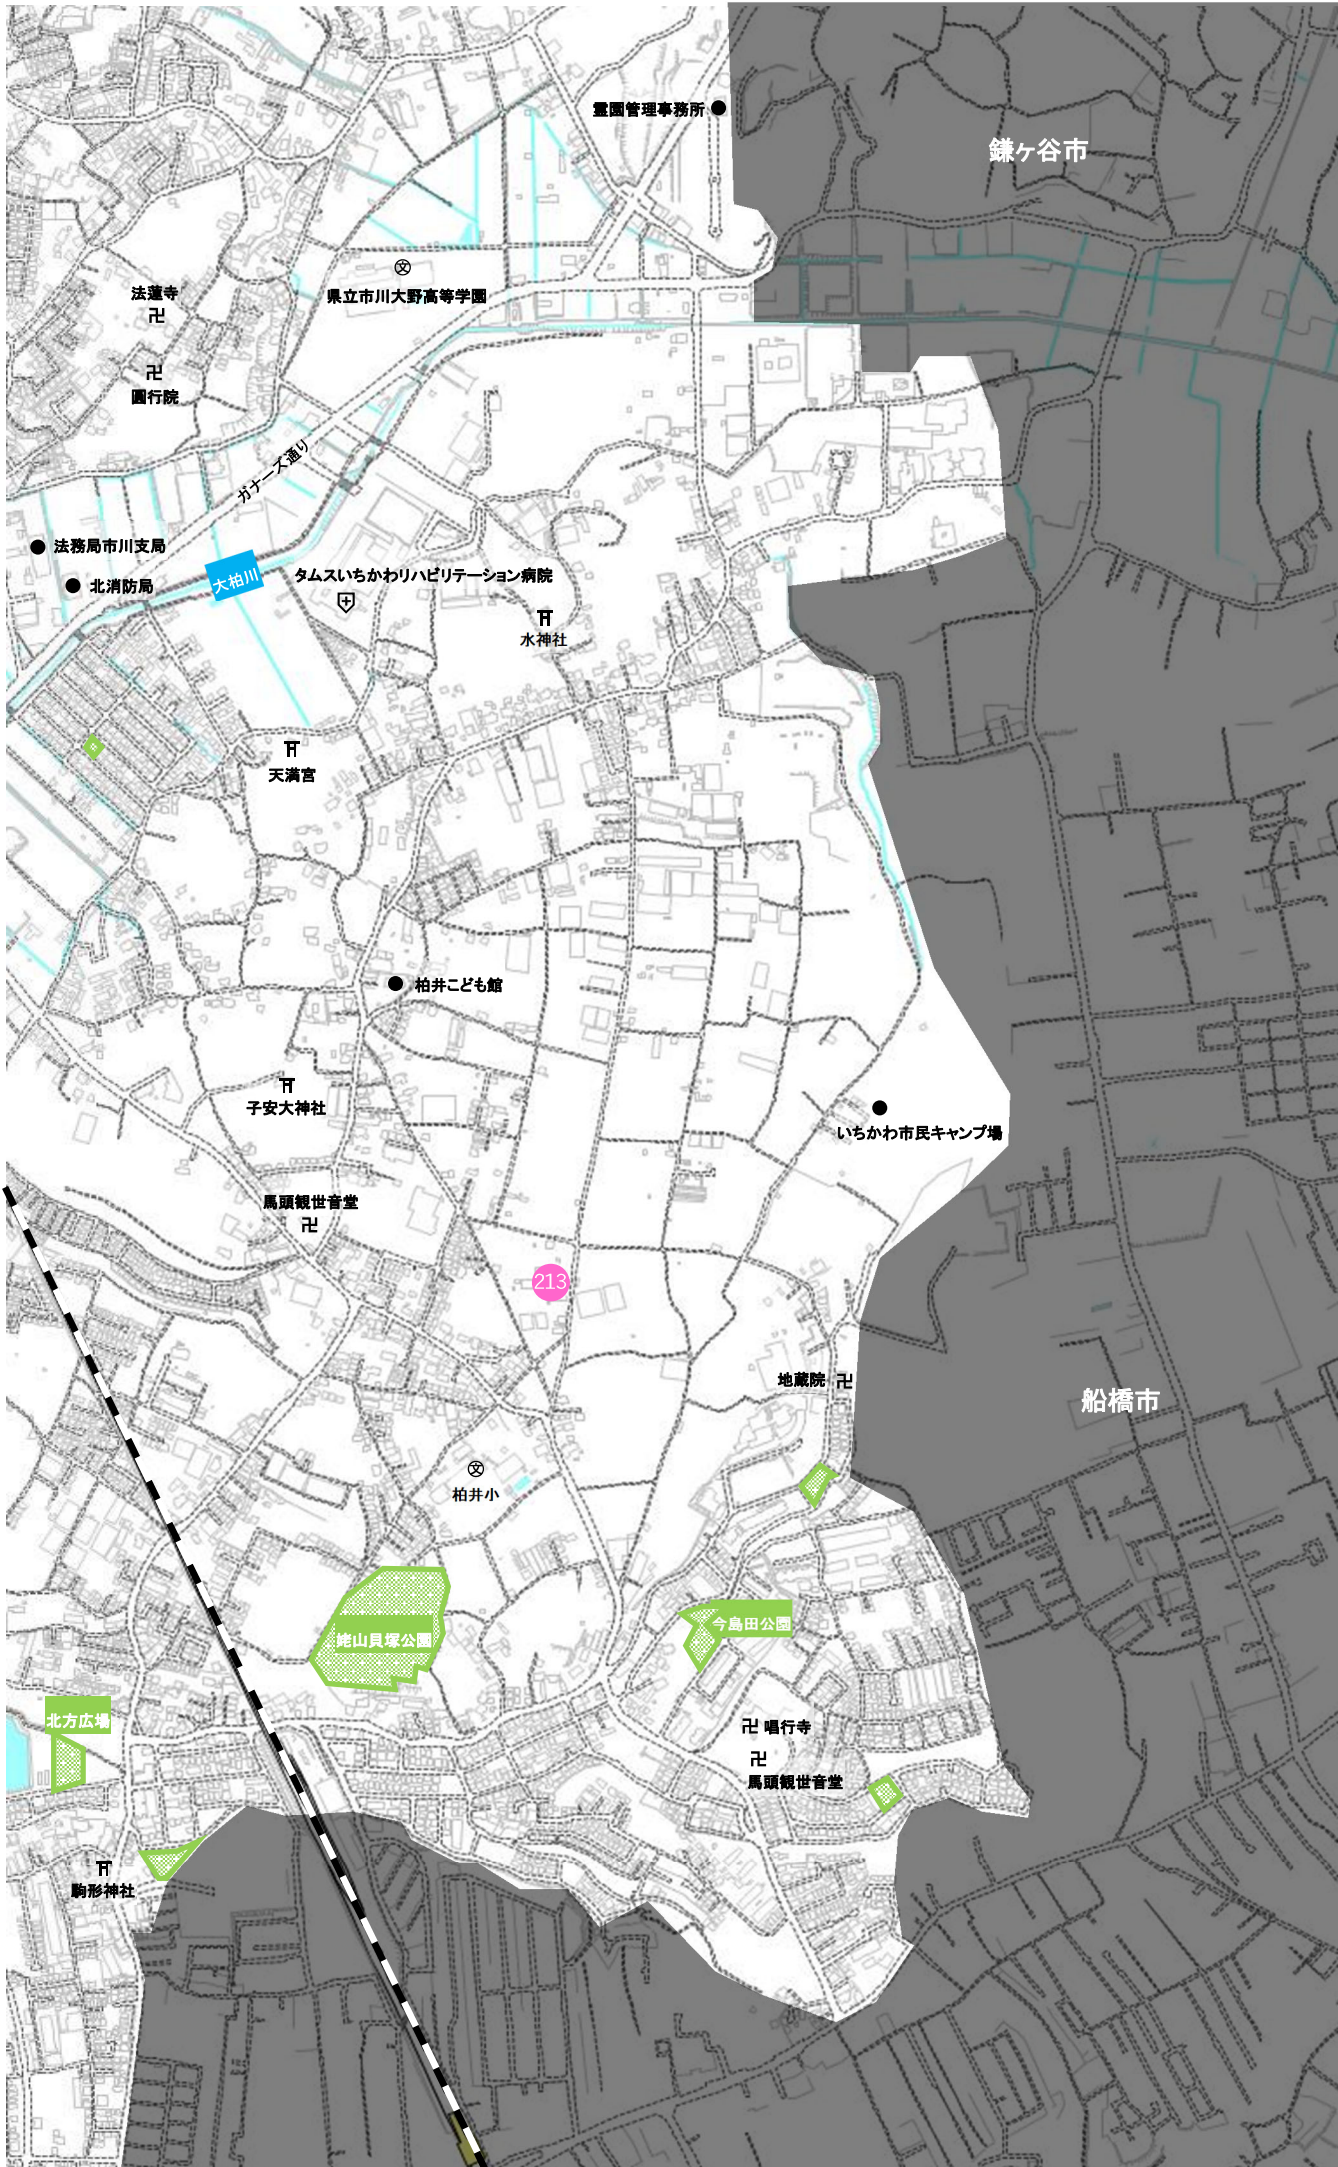 霊園管理事務所
鎌ヶ谷市
県立市川大野高等学園
法蓮寺
圓行院
ガナーズ通り
法務局市川支局
北消防局
大柏川
タムスいちかわリハビリテーション病院
水神社
天満宮
柏井こども館
子安大神社
いちかわ市民キャンプ場
馬頭観世音堂
213
地蔵院
船橋市
柏井小
姥山貝塚公園
今島田公園
北方広場
唱行寺
馬頭観世音堂
駒形神社